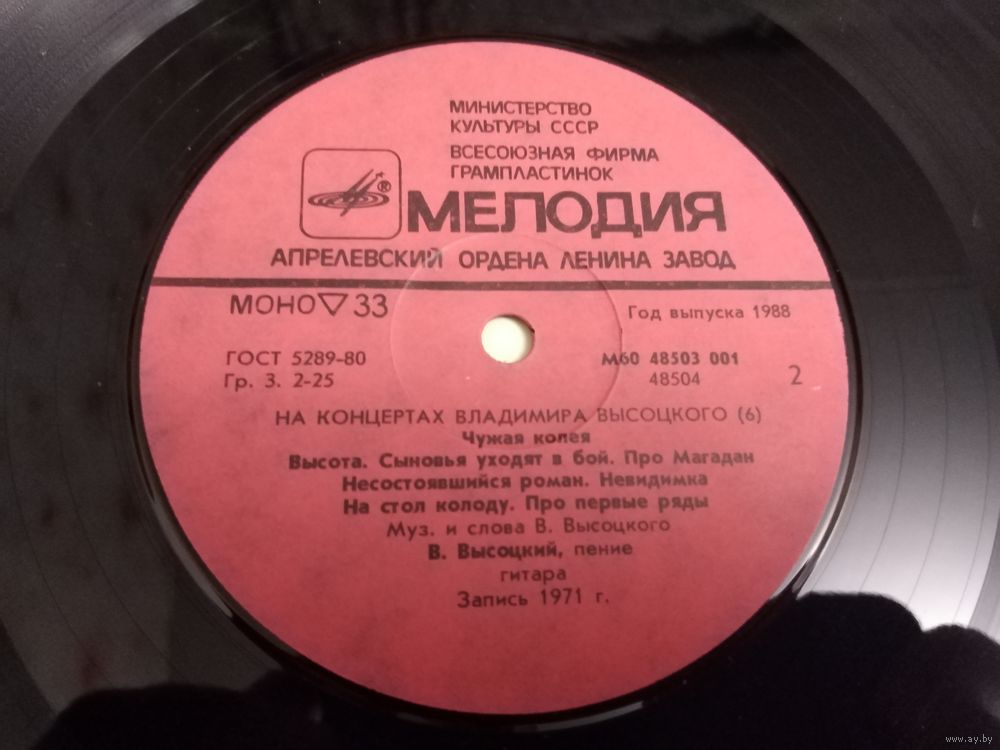 МИНИСТЕРСТВО
КУЛЬТУРЫ СССР
ВСЕСОЮЗНАЯ ФИРМА
ГРАМПЛАСТИНОК
®
МЕЛОДИЯ
АПРЕЛЕВСКИЙ ОРДЕНА ЛЕНИНА ЗАВОД
МОНО ▽ 33
Год выпуска 1988
ГОСТ 5289-80
М60 48503 001
Гр. 3. 2-25
48504
2
НА КОНЦЕРТАХ ВЛАДИМИРА ВЫСОЦКОГО (6)
Чужая колея
Высота. Сыновья уходят в бой. Про Магадан
Несостоявшийся роман. Невидимка
На стол колоду. Про первые ряды
Муз. и слова В. Высоцкого
В. Высоцкий, пение
гитара
Запись 1971 г.
www.ay.by